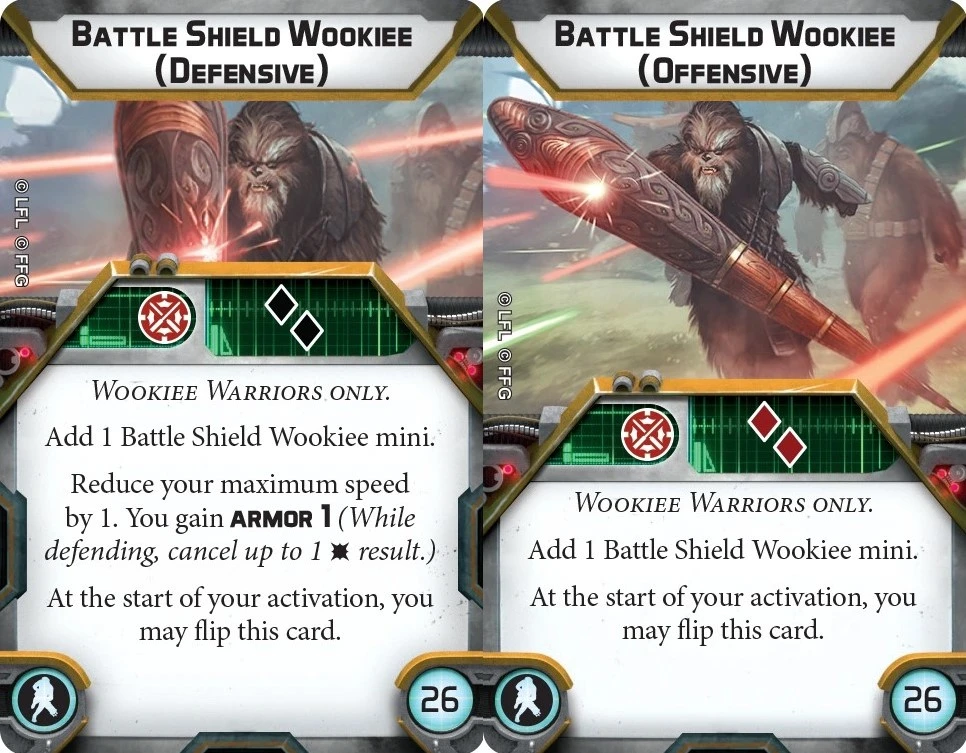 Battle Shield Wookiee
(Defensive)
© LFL © FFG
Wookiee Warriors only.
Add 1 Battle Shield Wookiee mini.
Reduce your maximum speed
by 1. You gain ARMOR 1 (While
defending, cancel up to 1 result.)
At the start of your activation, you
may flip this card.
26
Battle Shield Wookiee
(Offensive)
© LFL © FFG
Wookiee Warriors only.
Add 1 Battle Shield Wookiee mini.
At the start of your activation, you
may flip this card.
26